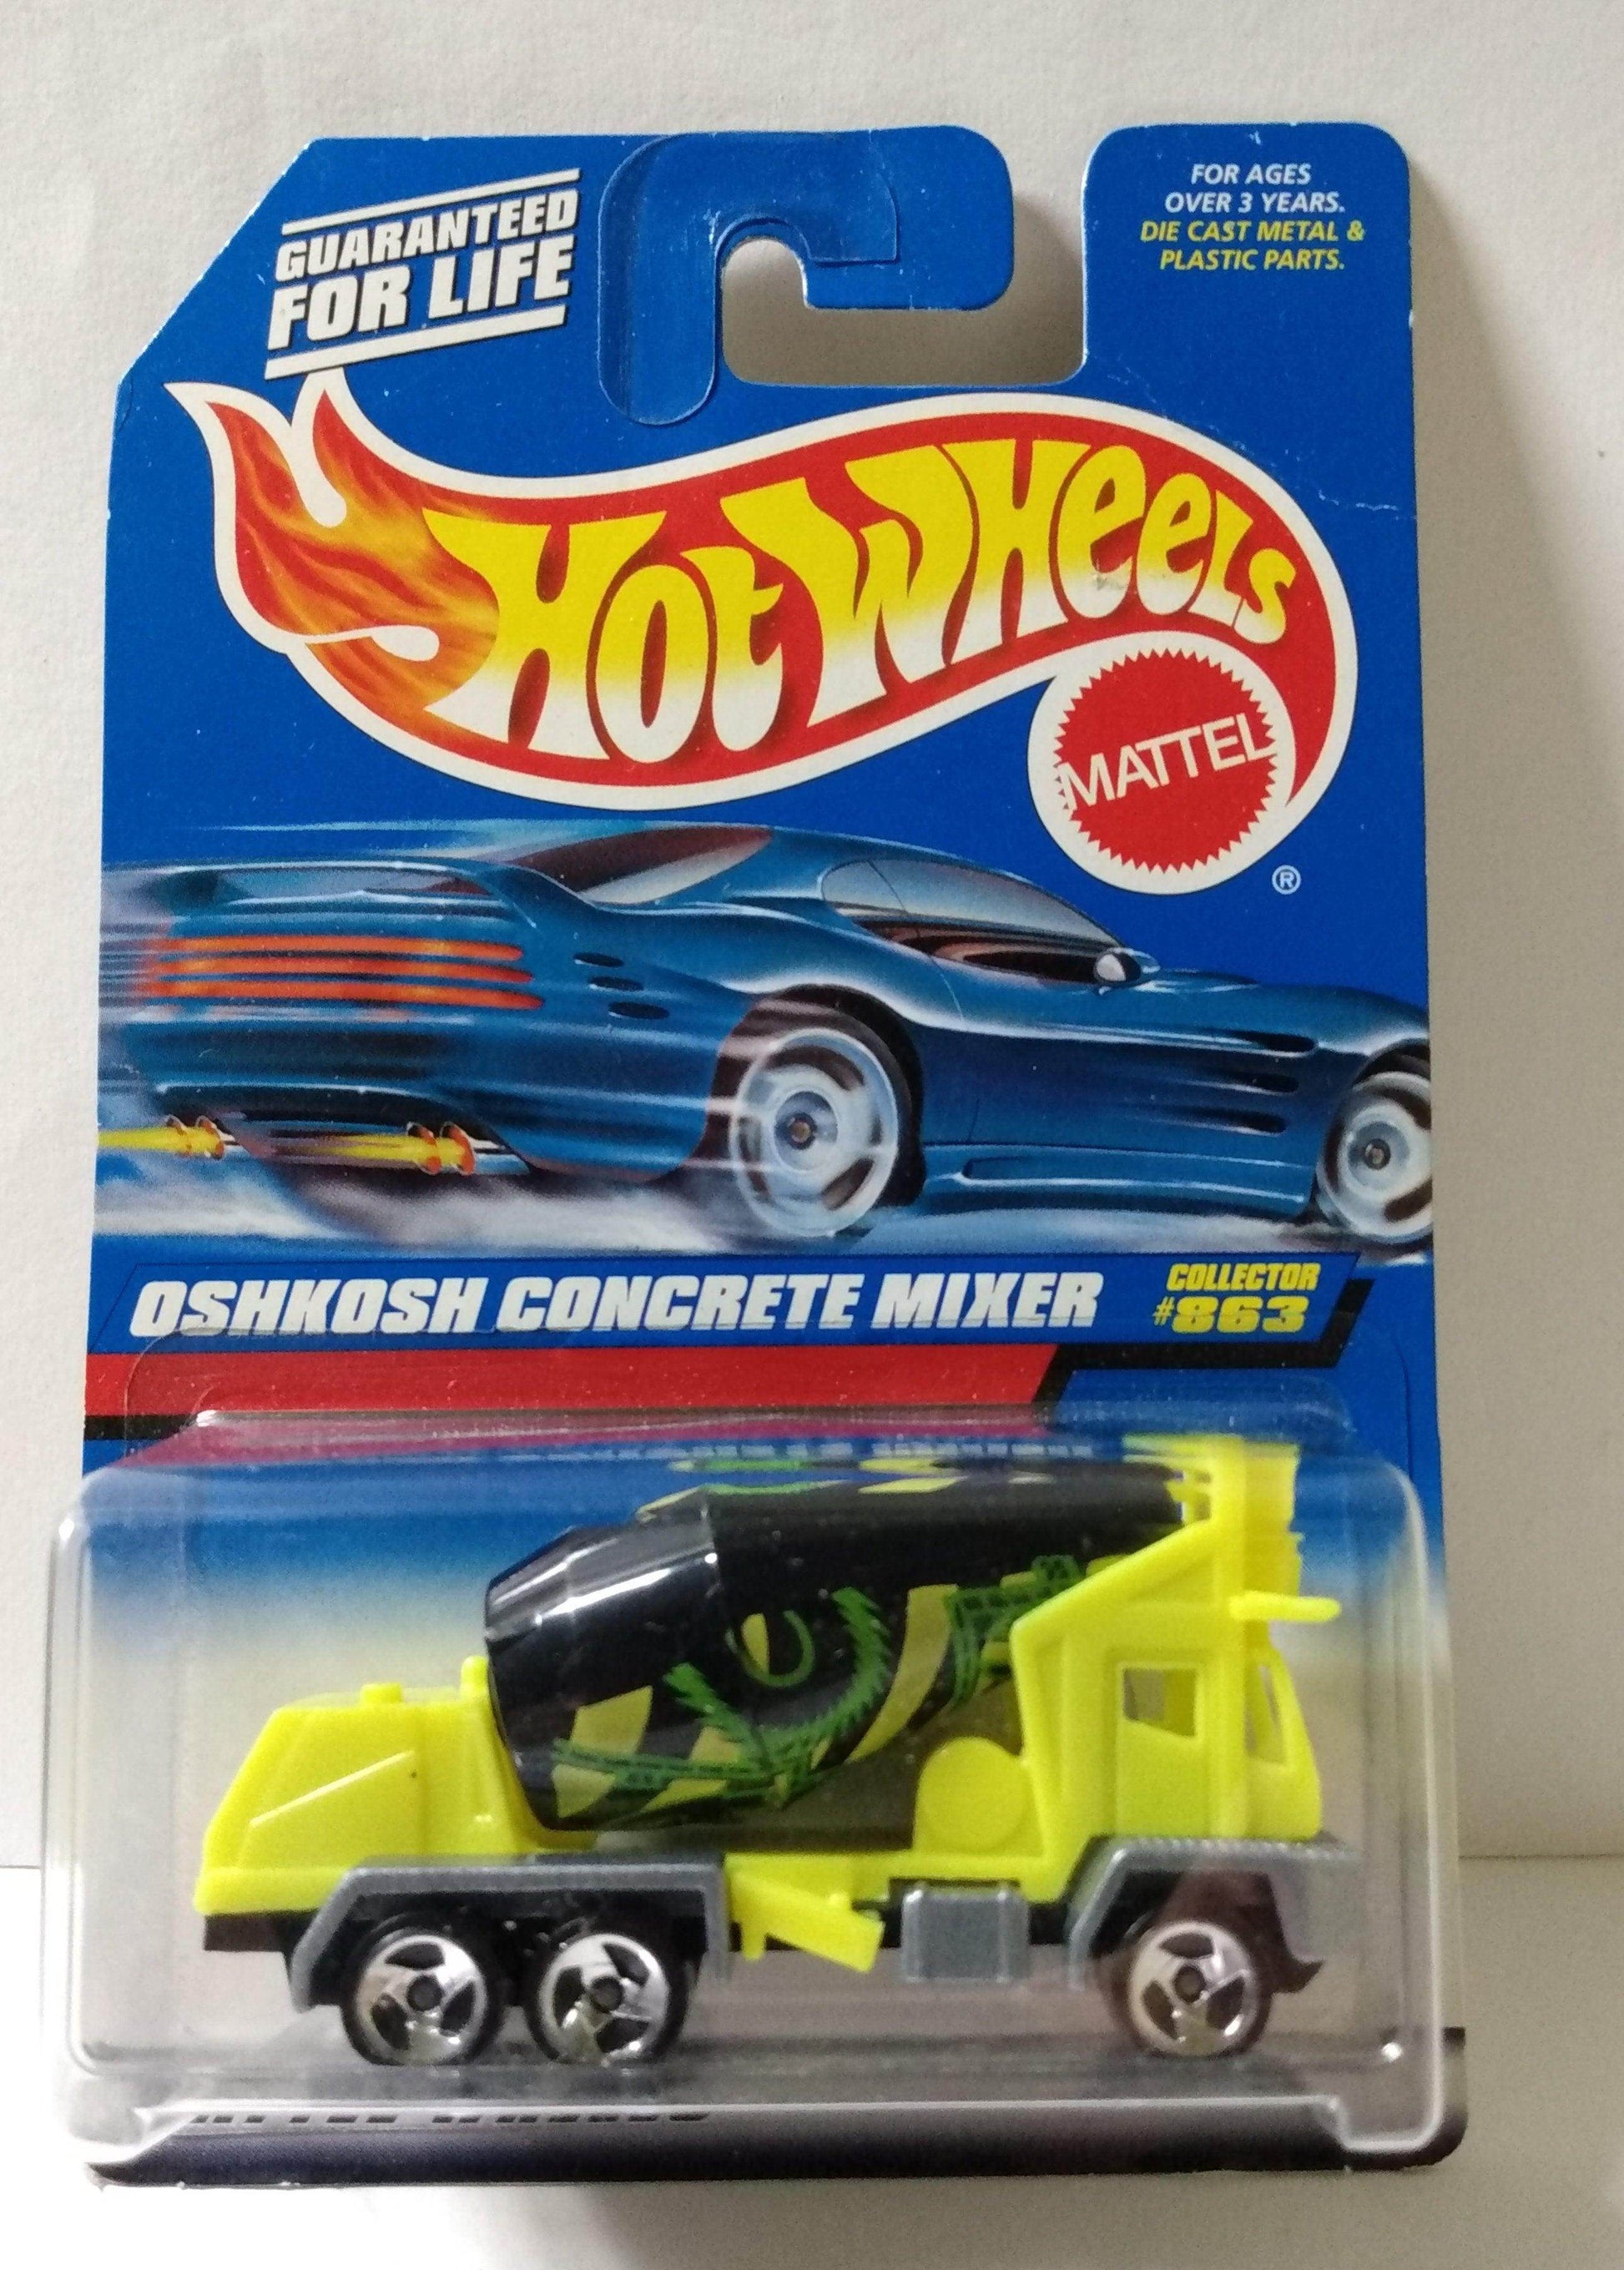 GUARANTEED
FOR LIFE
FOR AGES
OVER 3 YEARS.
DIE CAST METAL &
PLASTIC PARTS.
HOT WHEELS
MATTEL
®
OSHKOSH CONCRETE MIXER
COLLECTOR
#863